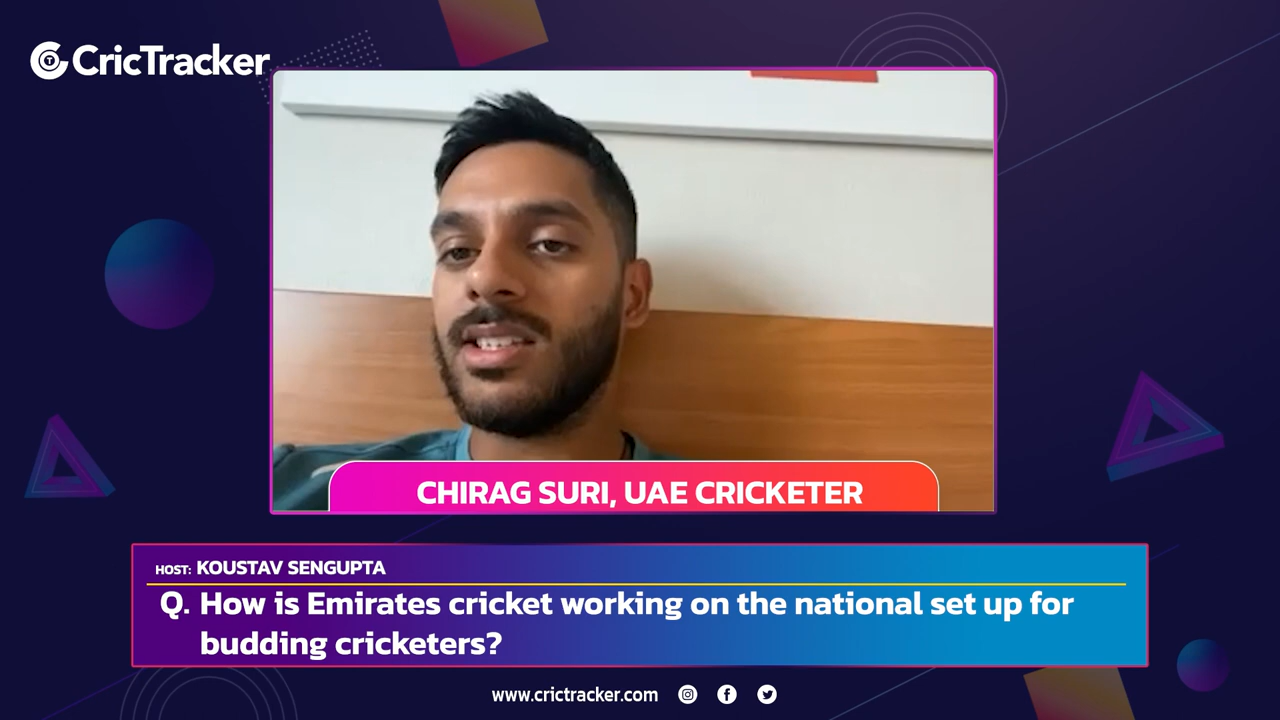 CricTracker
CHIRAG SURI, UAE CRICKETER
HOST: KOUSTAV SENGUPTA
Q. How is Emirates cricket working on the national set up for
budding cricketers?
www.crictracker.com